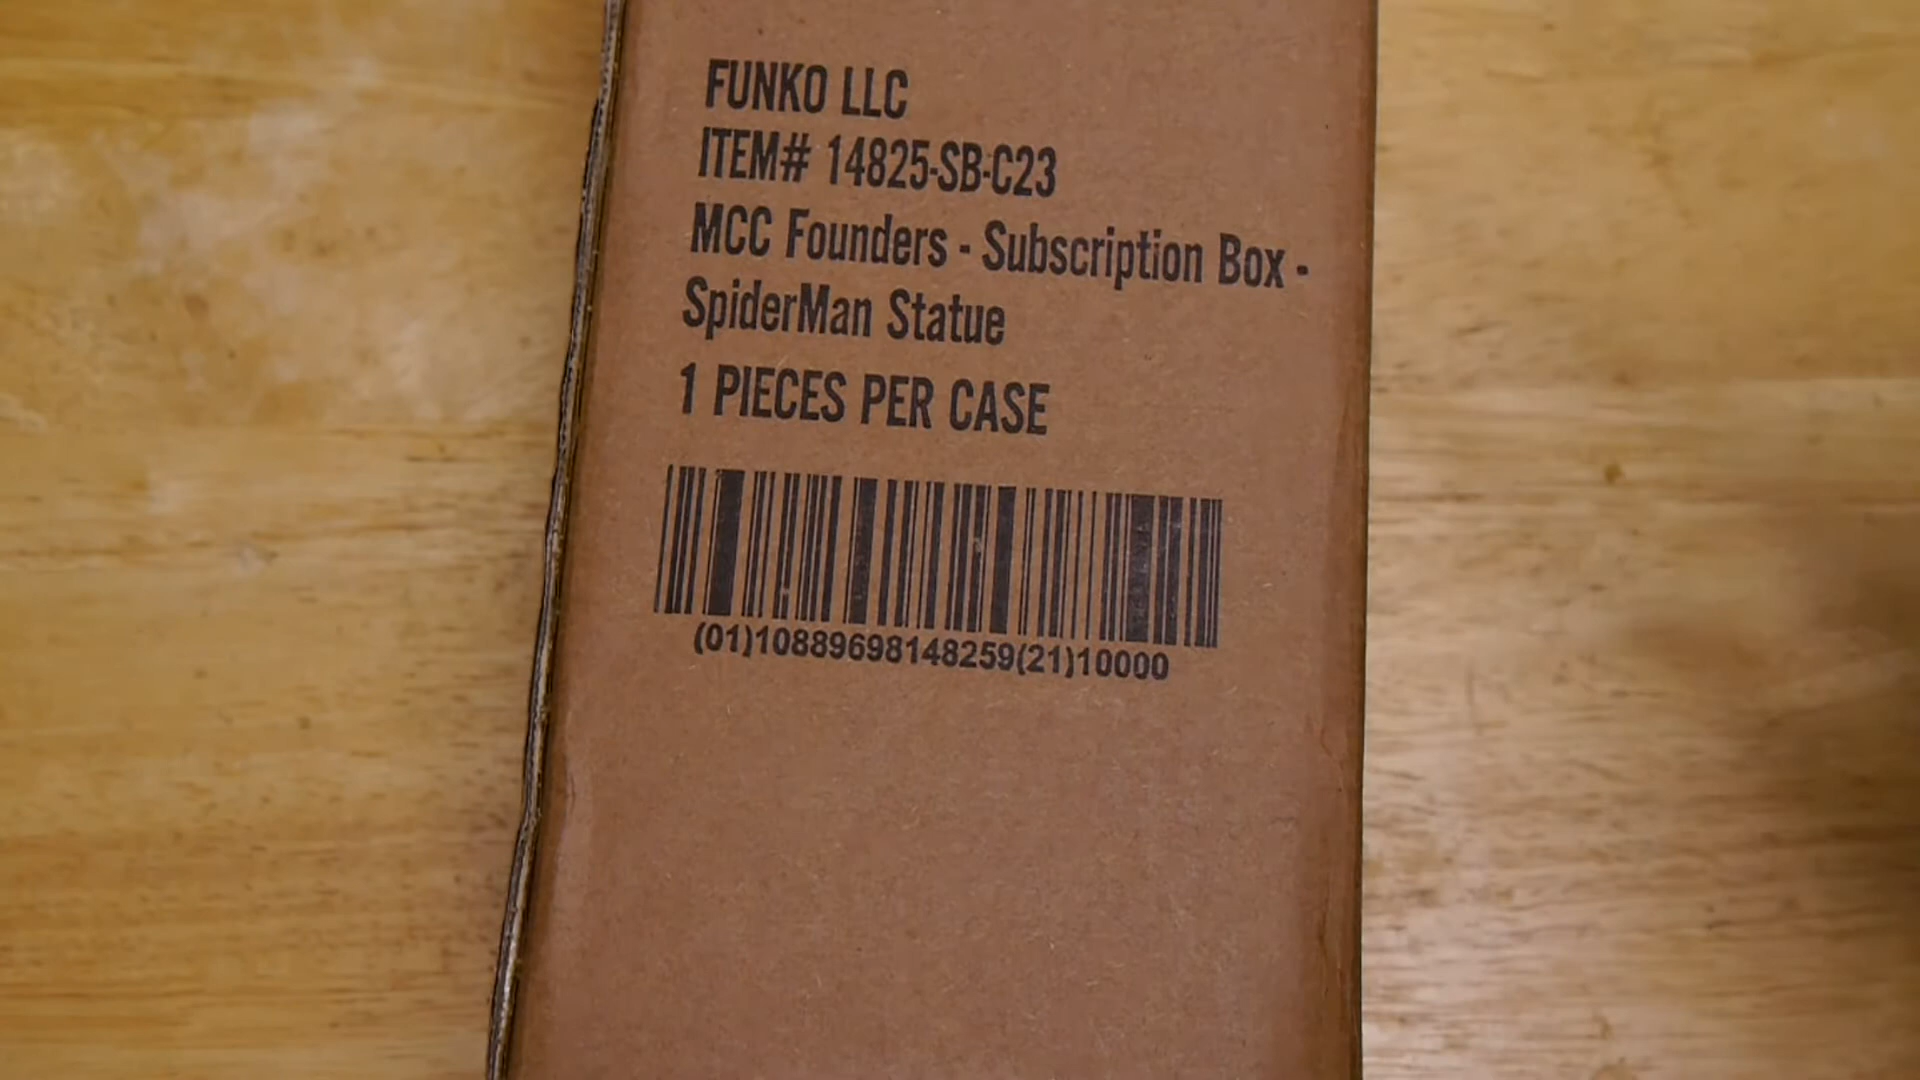 FUNKO LLC
ITEM# 14825-SB-C23
MCC Founders - Subscription Box -
SpiderMan Statue
1 PIECES PER CASE
(01)10889698148259(21)10000